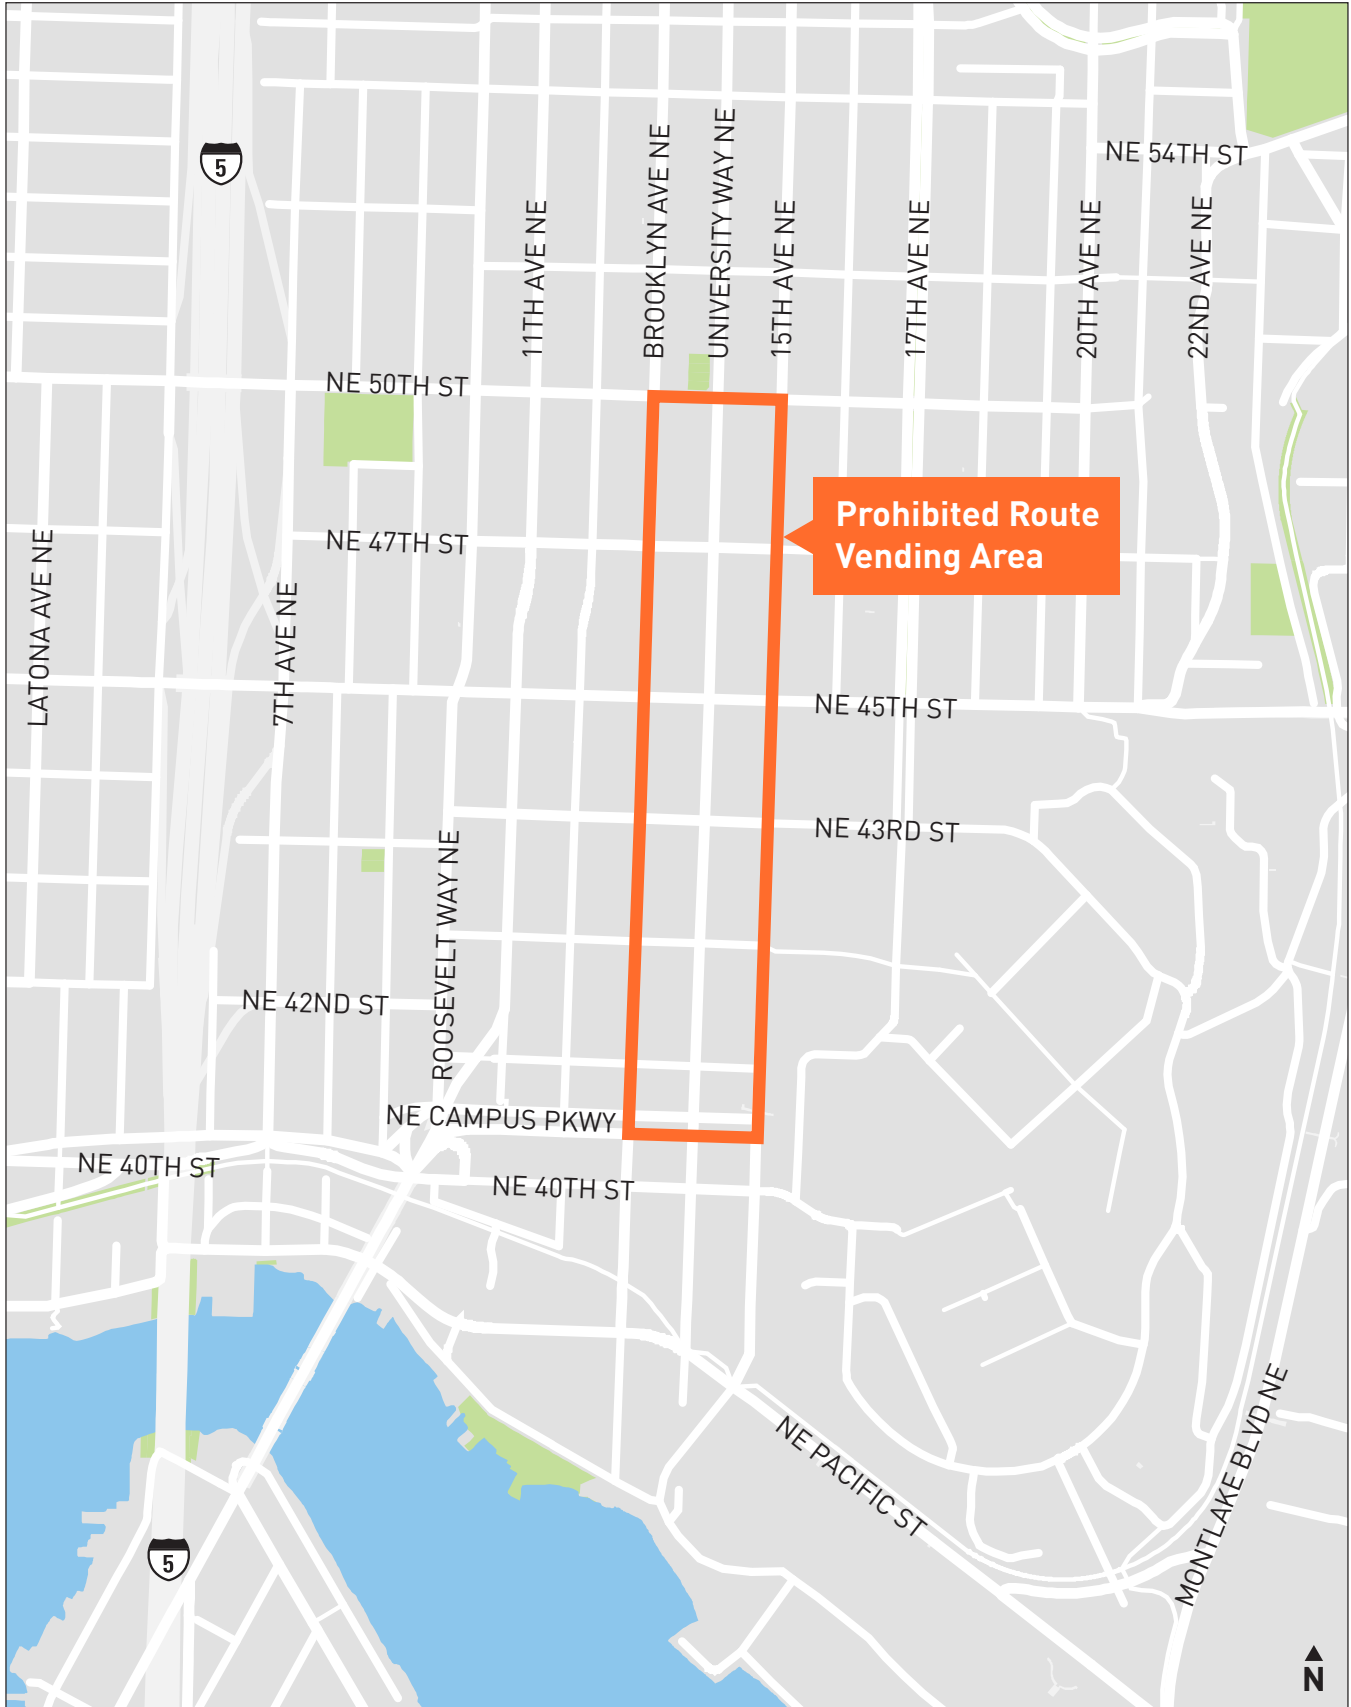 NE 54TH ST
5
BROOKLYN AVE NE
UNIVERSITY WAY NE
11TH AVE NE
15TH AVE NE
17TH AVE NE
20TH AVE NE
22ND AVE NE
NE 50TH ST
Prohibited Route
Vending Area
NE 47TH ST
LATONA AVE NE
7TH AVE NE
NE 45TH ST
NE 43RD ST
ROOSEVELT WAY NE
NE 42ND ST
NE CAMPUS PKWY
NE 40TH ST
NE 40TH ST
NE PACIFIC ST
MONTLAKE BLVD NE
5
N